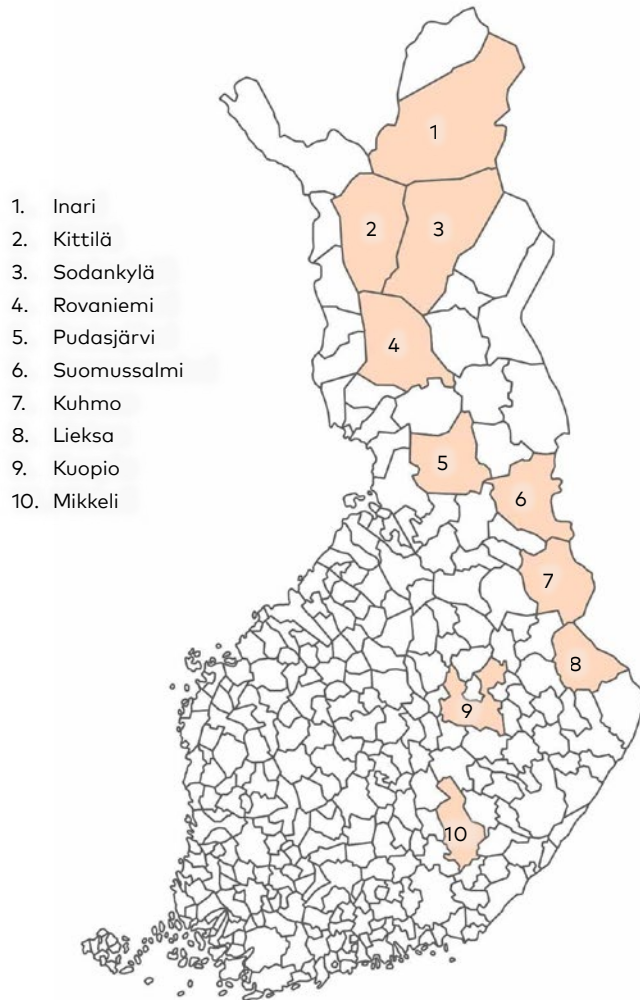 1. Inari
2. Kittilä
3. Sodankylä
4. Rovaniemi
5. Pudasjärvi
6. Suomussalmi
7. Kuhmo
8. Lieksa
9. Kuopio
10. Mikkeli
1
2
3
4
5
6
7
8
9
10